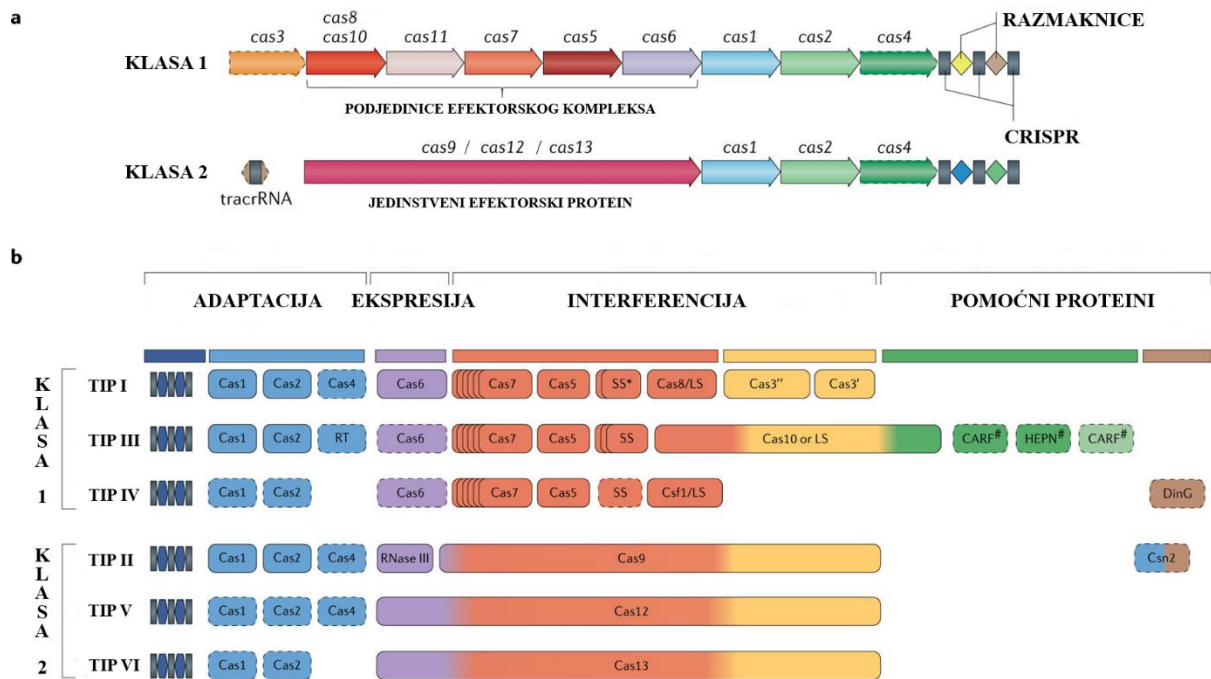 a
cas8
cas3 cas10 cas11 cas7 cas5 cas6 cas1 cas2 cas4 RAZMAKNICE
KLASA 1
PODJEDINICE EFEKTORSKOG KOMPLEKSA
CRISPR
cas9 / cas12 / cas13 cas1 cas2 cas4
KLASA 2
tracrRNA
JEDINSTVENI EFEKTORSKI PROTEIN
b
ADAPTACIJA EKSPRESIJA INTERFERENCIJA POMOĆNI PROTEINI
KLASA 1
TIP I Cas1 Cas2 Cas4 Cas6 Cas7 Cas5 SS* Cas8/LS Cas3'' Cas3'
TIP III Cas1 Cas2 RT Cas6 Cas7 Cas5 SS Cas10 or LS CARF# HEPN# CARF#
TIP IV Cas1 Cas2 Cas6 Cas7 Cas5 SS Csf1/LS DinG
KLASA 2
TIP II Cas1 Cas2 Cas4 RNase III Cas9 Csn2
TIP V Cas1 Cas2 Cas4 Cas12
TIP VI Cas1 Cas2 Cas13